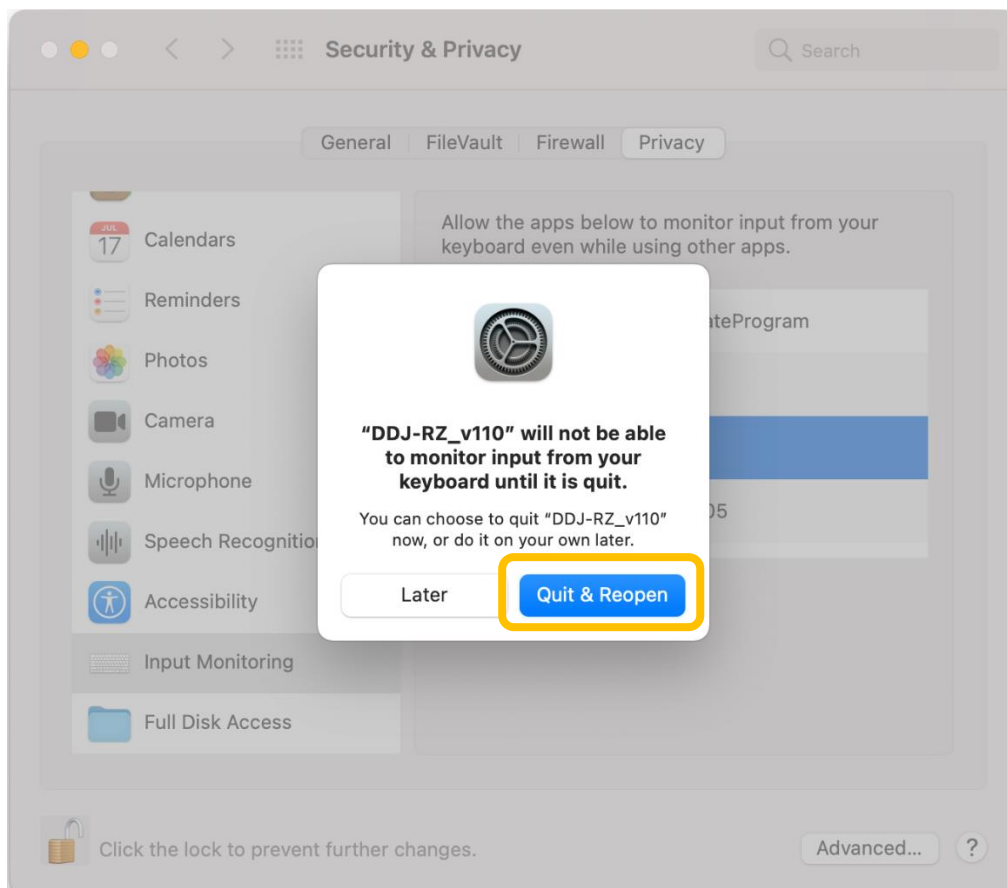 Security & Privacy
Search
General
FileVault
Firewall
Privacy
JUL
17
Calendars
Reminders
Photos
Camera
Microphone
Speech
Accessibility
Input Monitoring
Full Disk Access
Allow the apps below to monitor input from your
keyboard even while using other apps.
“DDJ-RZ_v110” will not be able
to monitor input from your
keyboard until it is quit.
You can choose to quit “DDJ-RZ_v110”
now, or do it on your own later.
Later
Quit & Reopen
Click the lock to prevent further changes.
Advanced...
?